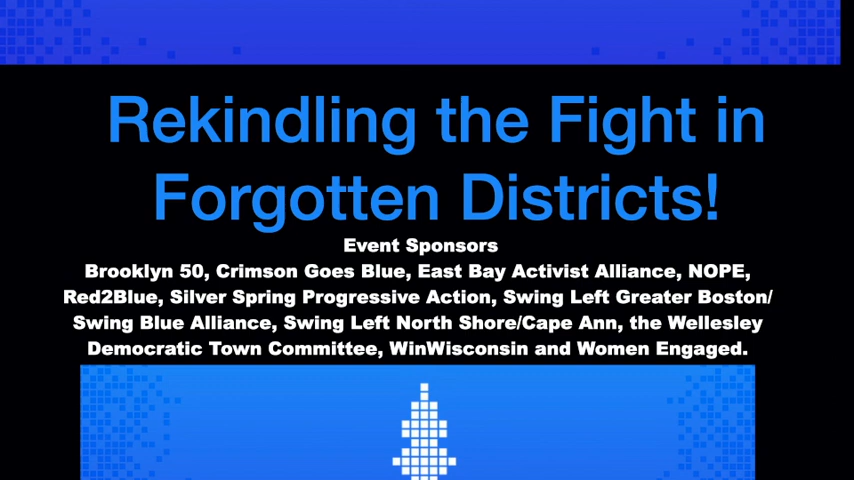 Rekindling the Fight in
Forgotten Districts!
Event Sponsors
Brooklyn 50, Crimson Goes Blue, East Bay Activist Alliance, NOPE,
Red2Blue, Silver Spring Progressive Action, Swing Left Greater Boston/
Swing Blue Alliance, Swing Left North Shore/Cape Ann, the Wellesley
Democratic Town Committee, WinWisconsin and Women Engaged.